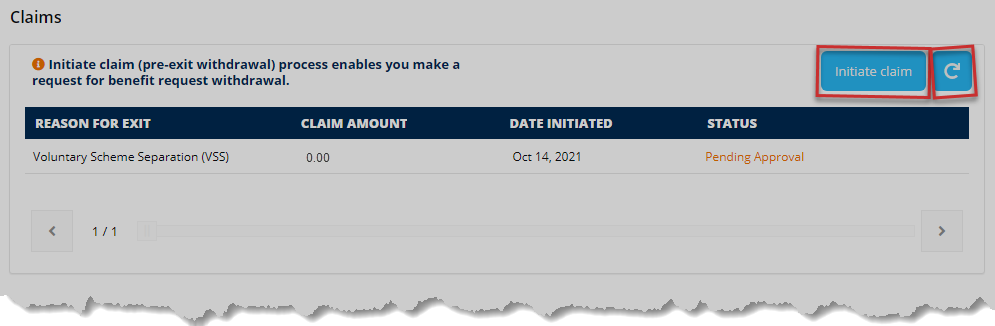 Claims
Initiate claim (pre-exit withdrawal) process enables you make a
request for benefit request withdrawal.
Initiate claim
REASON FOR EXIT CLAIM AMOUNT DATE INITIATED STATUS
Voluntary Scheme Separation (VSS) 0.00 Oct 14, 2021 Pending Approval
1 / 1